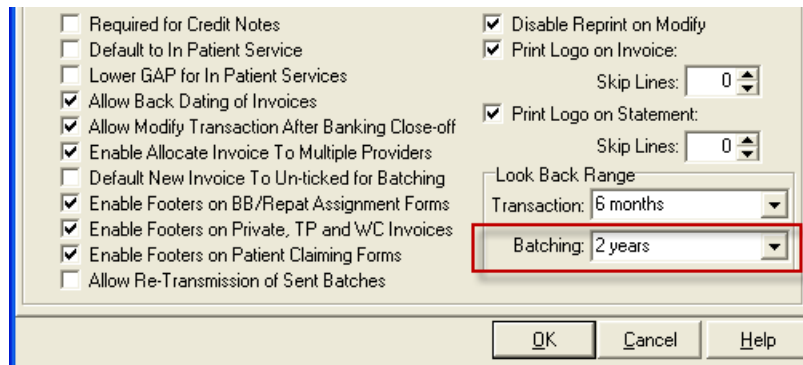 Required for Credit Notes
Default to In Patient Service
Lower GAP for In Patient Services
Allow Back Dating of Invoices
Allow Modify Transaction After Banking Close-off
Enable Allocate Invoice To Multiple Providers
Default New Invoice To Un-ticked for Batching
Enable Footers on BB/Repat Assignment Forms
Enable Footers on Private, TP and WC Invoices
Enable Footers on Patient Claiming Forms
Allow Re-Transmission of Sent Batches
Disable Reprint on Modify
Print Logo on Invoice:
Skip Lines: 0
Print Logo on Statement:
Skip Lines: 0
Look Back Range
Transaction: 6 months
Batching: 2 years
OK Cancel Help